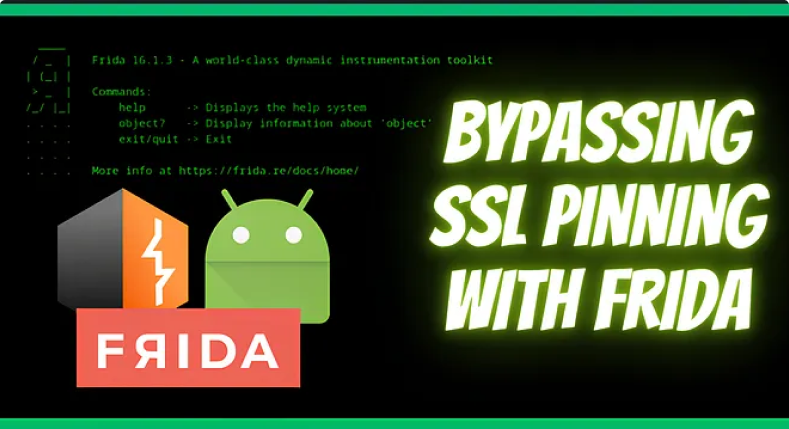 Frida 16.1.3 - A world-class dynamic instrumentation toolkit
Commands:
help -> Displays the help system
object? -> Display information about 'object'
exit/quit -> Exit
More info at https://frida.re/docs/home/
BYPASSING
SSL PINNING
WITH FRIDA
FRIDA